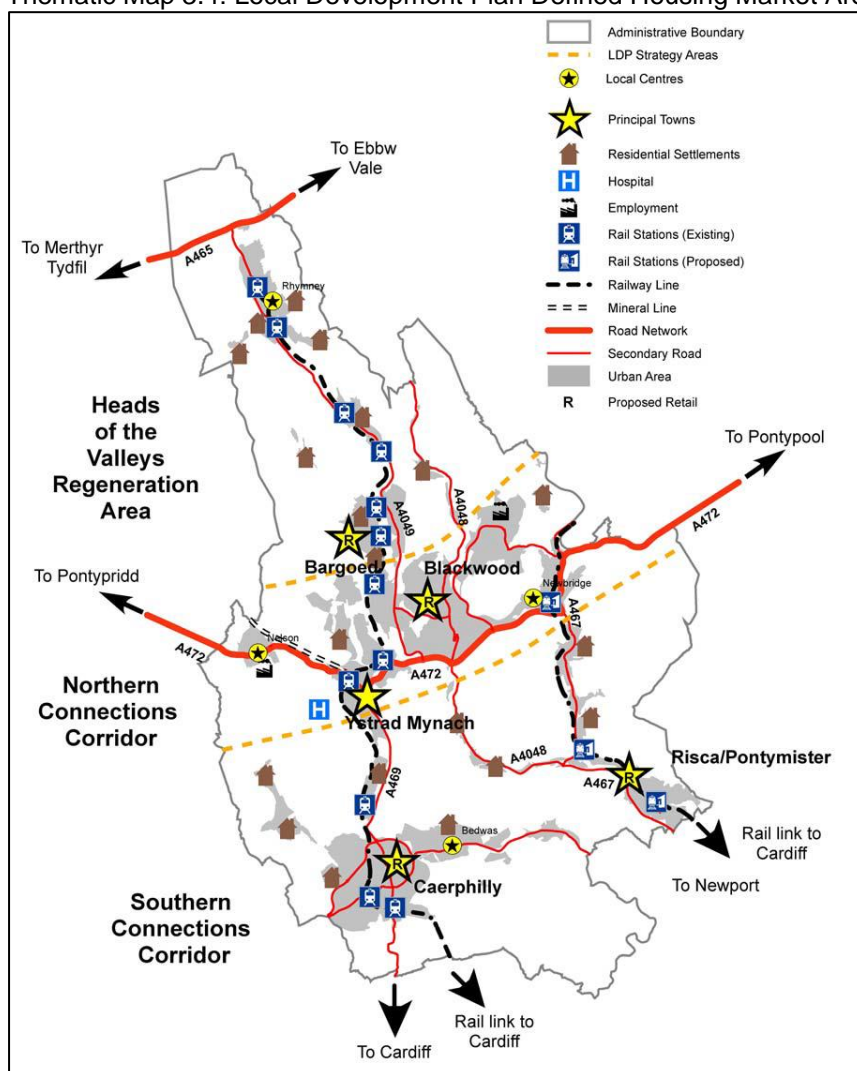 Thematic Map 3.4: Local Development Plan Defined Housing Market Are
Administrative Boundary
LDP Strategy Areas
Local Centres
Principal Towns
Residential Settlements
H
Hospital
Employment
Rail Stations (Existing)
Rail Stations (Proposed)
Railway Line
Mineral Line
Road Network
Secondary Road
Urban Area
R
Proposed Retail
To Ebbw
Vale
To Merthyr
Tydfil
A465
Rhymney
Heads
of the
Valleys
Regeneration
Area
To Pontypool
A472
A4049
A4048
R
Bargoed
Blackwood
R
Newbridge
A467
To Pontypridd
A472
Nelson
A472
Northern
Connections
Corridor
H
Ystrad Mynach
A469
A4048
Risca/Pontymister
R
A467
Rail link to
Cardiff
To Newport
Bedwas
R
Caerphilly
Southern
Connections
Corridor
Rail link to
Cardiff
To Cardiff